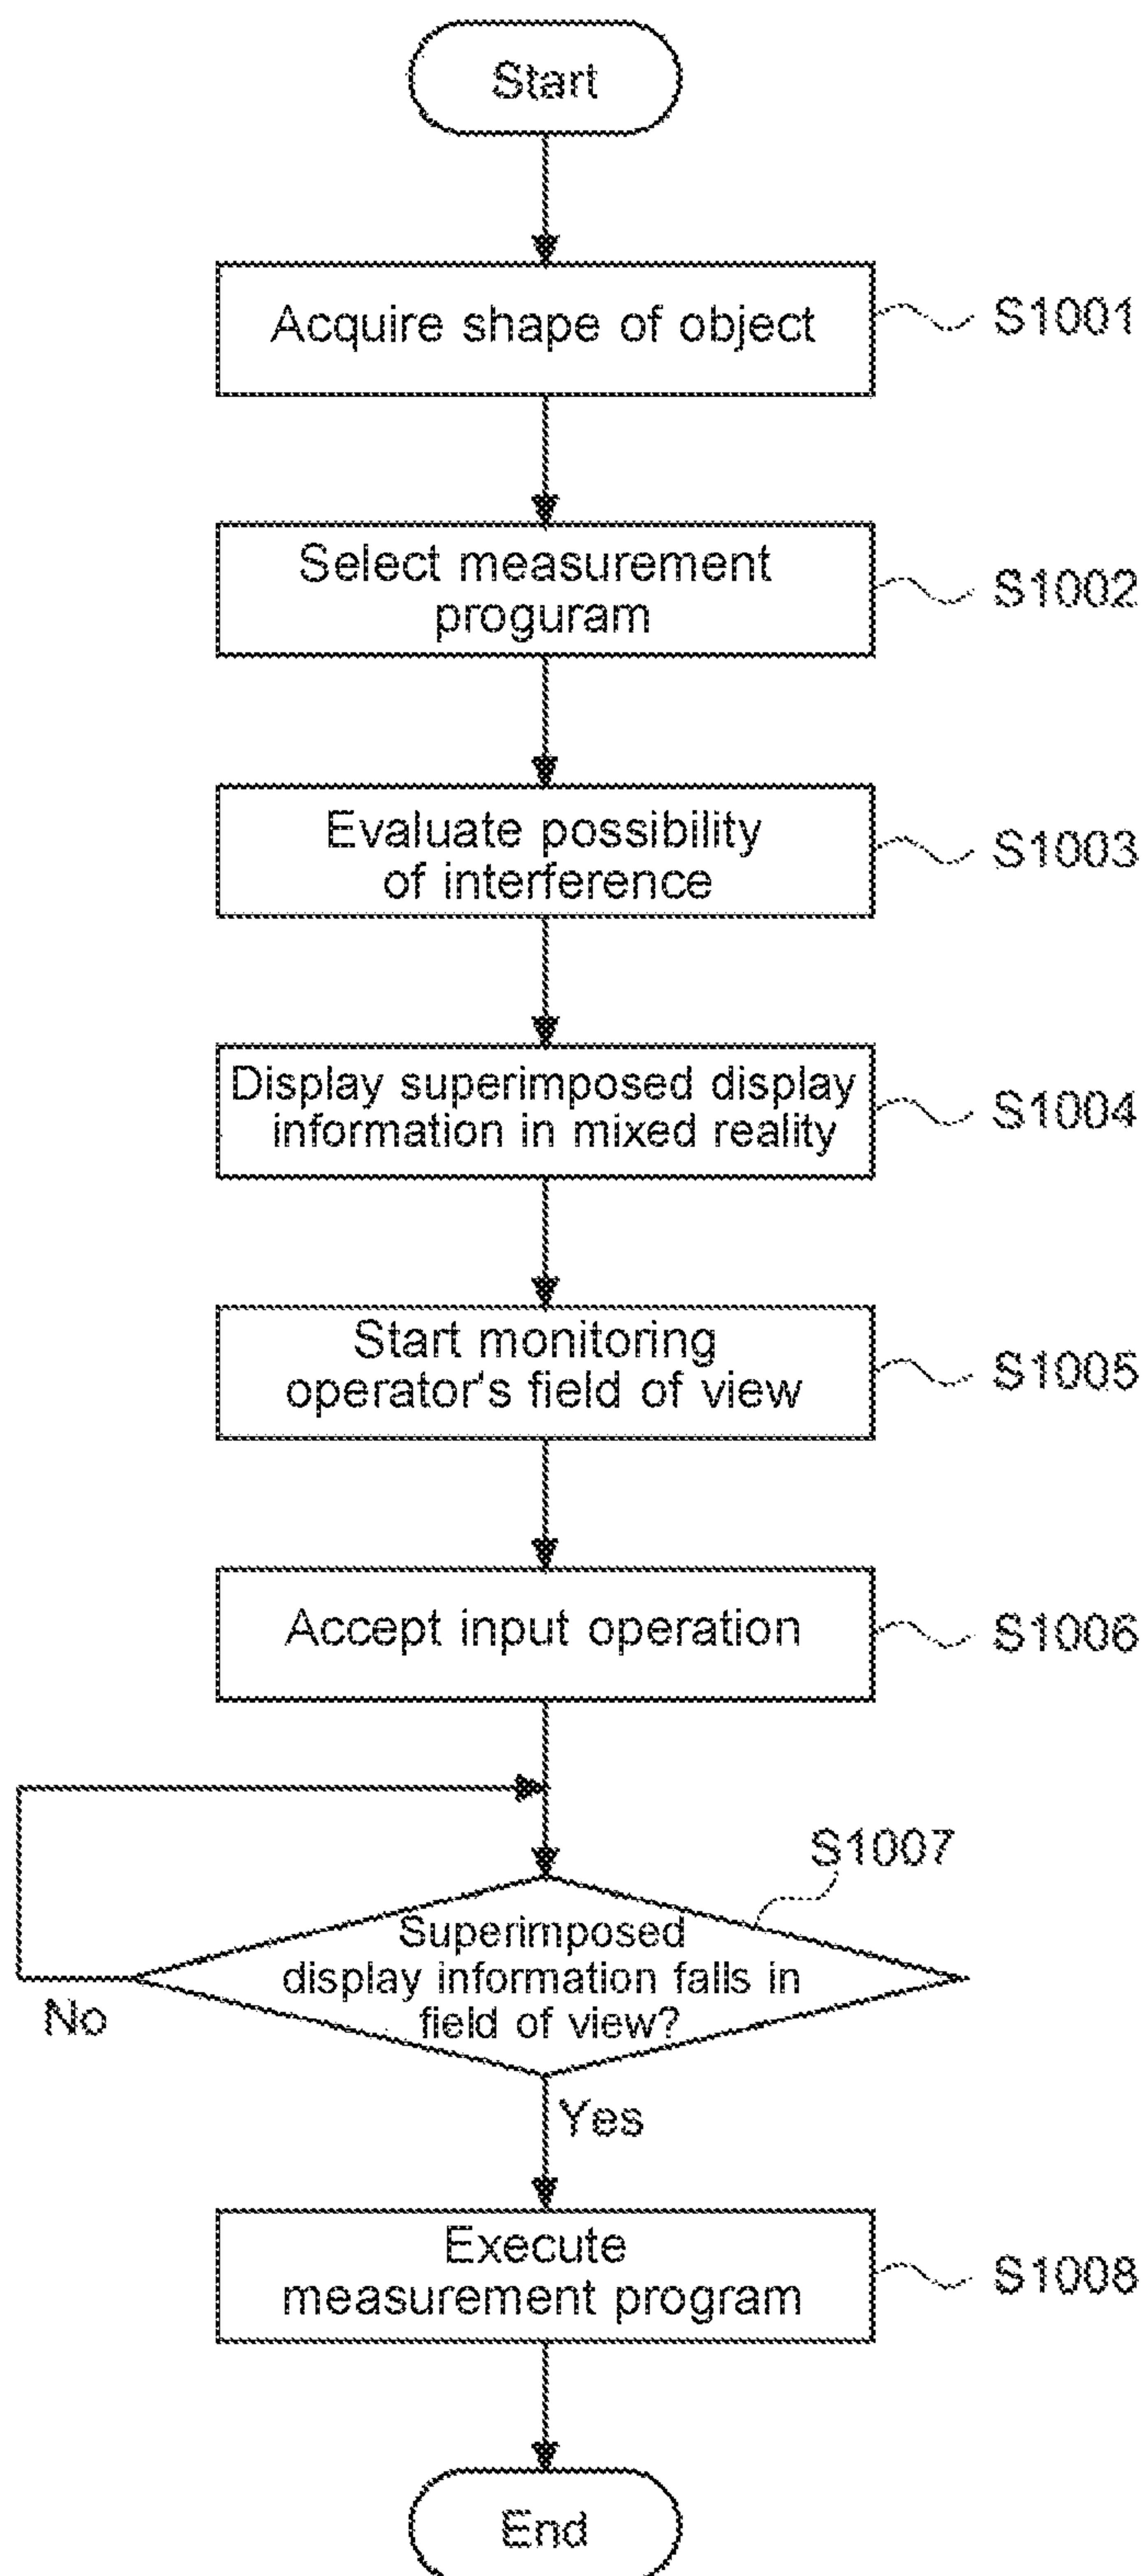 Start
Acquire shape of object
S1001
Select measurement
proguram
S1002
Evaluate possibility
of interference
S1003
Display superimposed display
information in mixed reality
S1004
Start monitoring
operator's field of view
S1005
Accept input operation
S1006
S1007
Superimposed
display information falls in
field of view?
No
Yes
Execute
measurement program
S1008
End